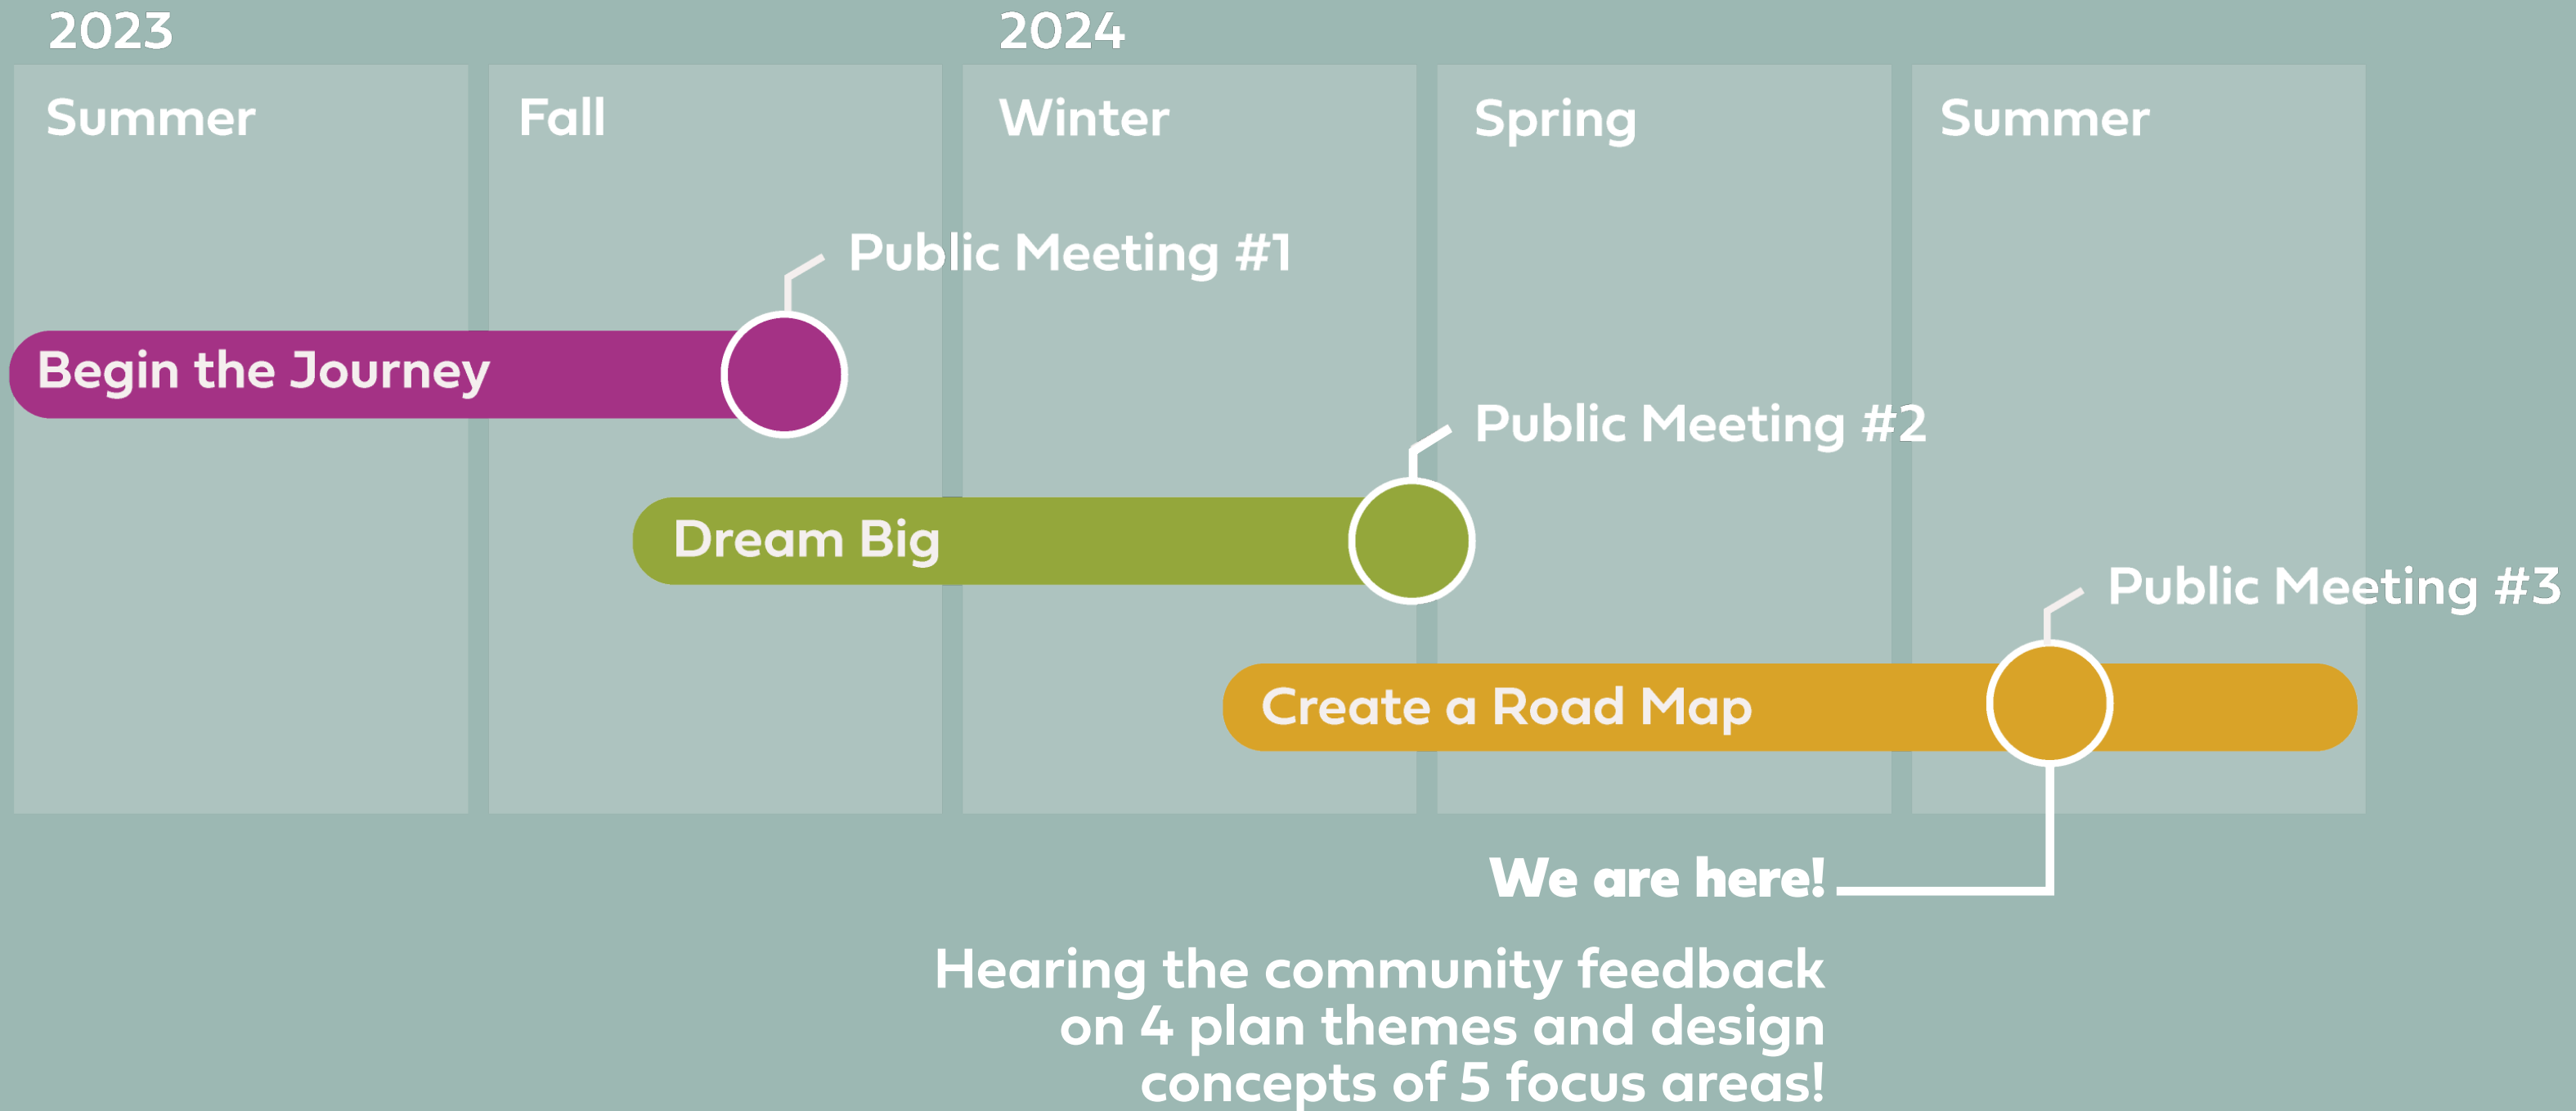 2023
2024
Summer
Fall
Winter
Spring
Summer
Public Meeting #1
Begin the Journey
Public Meeting #2
Dream Big
Public Meeting #3
Create a Road Map
We are here!
Hearing the community feedback
on 4 plan themes and design
concepts of 5 focus areas!